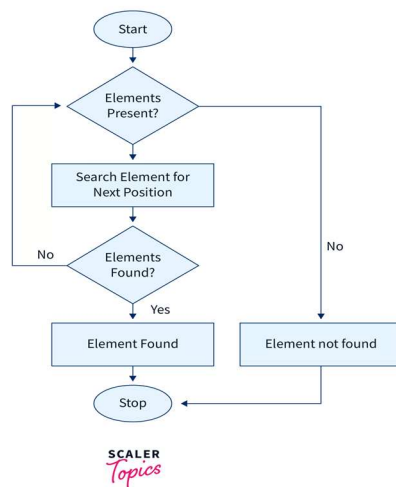 Start
Elements
Present?
Search Element for
Next Position
No
No
Elements
Found?
Yes
Element Found
Element not found
Stop
SCALER
Topics